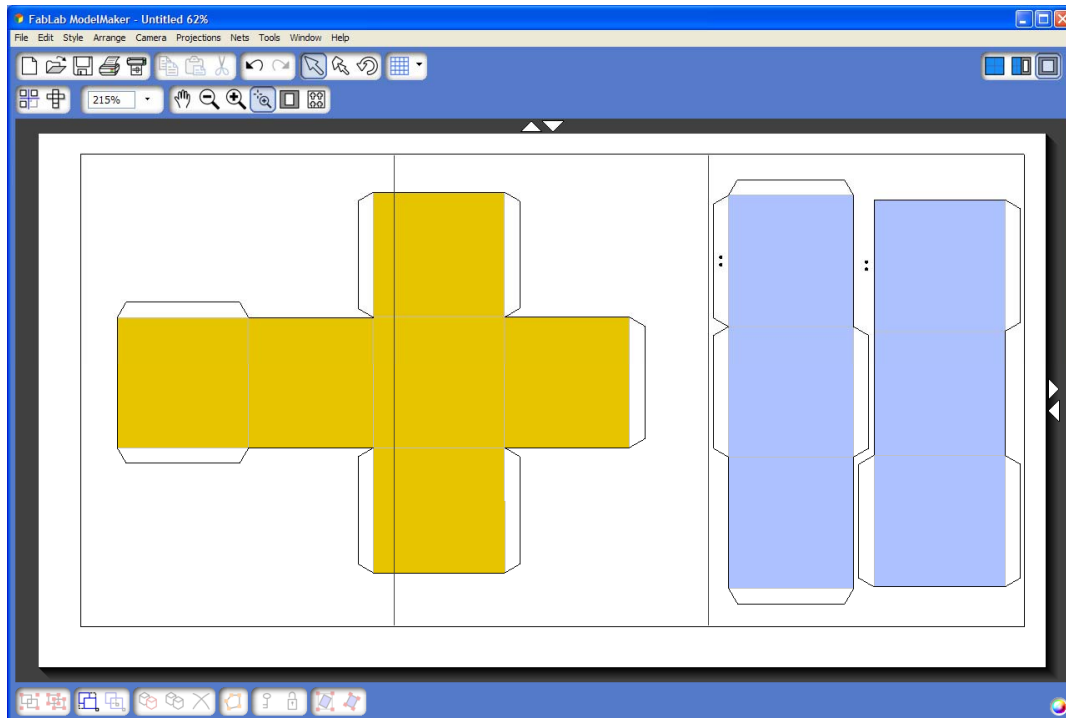 FabLab ModelMaker - Untitled 62%
File Edit Style Arrange Camera Projections Nets Tools Window Help
215%